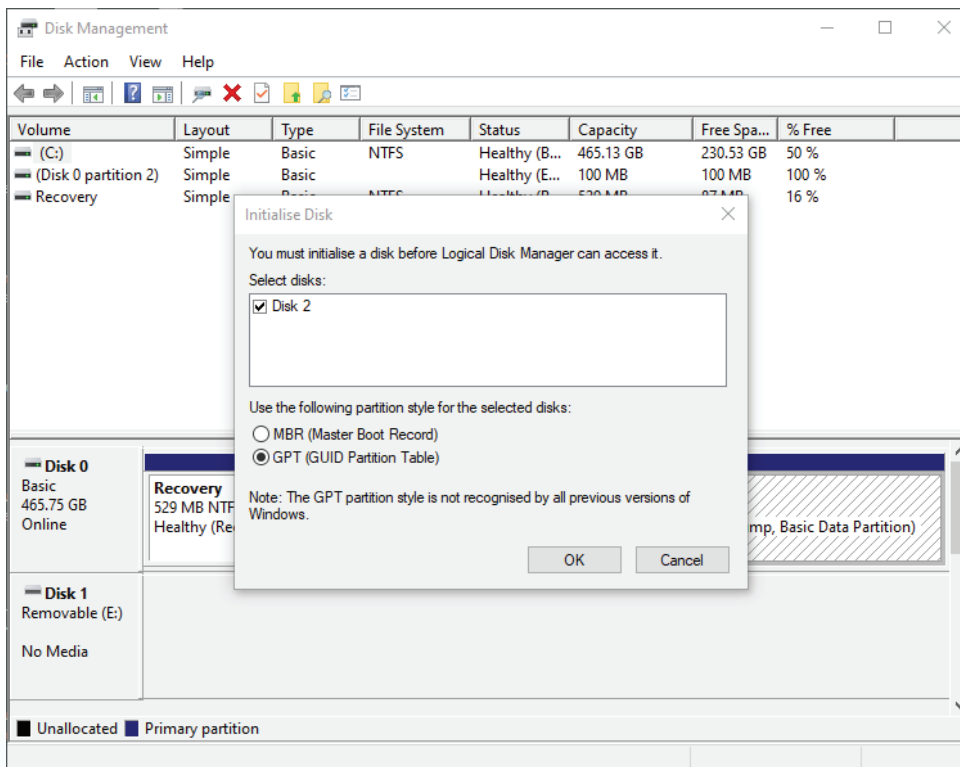 Disk Management
File Action View Help
Volume Layout Type File System Status Capacity Free Spa... % Free
(C:) Simple Basic NTFS Healthy (B... 465.13 GB 230.53 GB 50 %
(Disk 0 partition 2) Simple Basic Healthy (E... 100 MB 100 MB 100 %
Recovery Simple Basic NTFS 529 MB 87 MB 16 %
Initialise Disk
You must initialise a disk before Logical Disk Manager can access it.
Select disks:
Disk 2
Use the following partition style for the selected disks:
MBR (Master Boot Record)
GPT (GUID Partition Table)
Note: The GPT partition style is not recognised by all previous versions of
Windows.
OK Cancel
Disk 0
Basic
465.75 GB
Online
Recovery
529 MB NTF
Healthy (Re
mp, Basic Data Partition)
Disk 1
Removable (E:)
No Media
Unallocated Primary partition